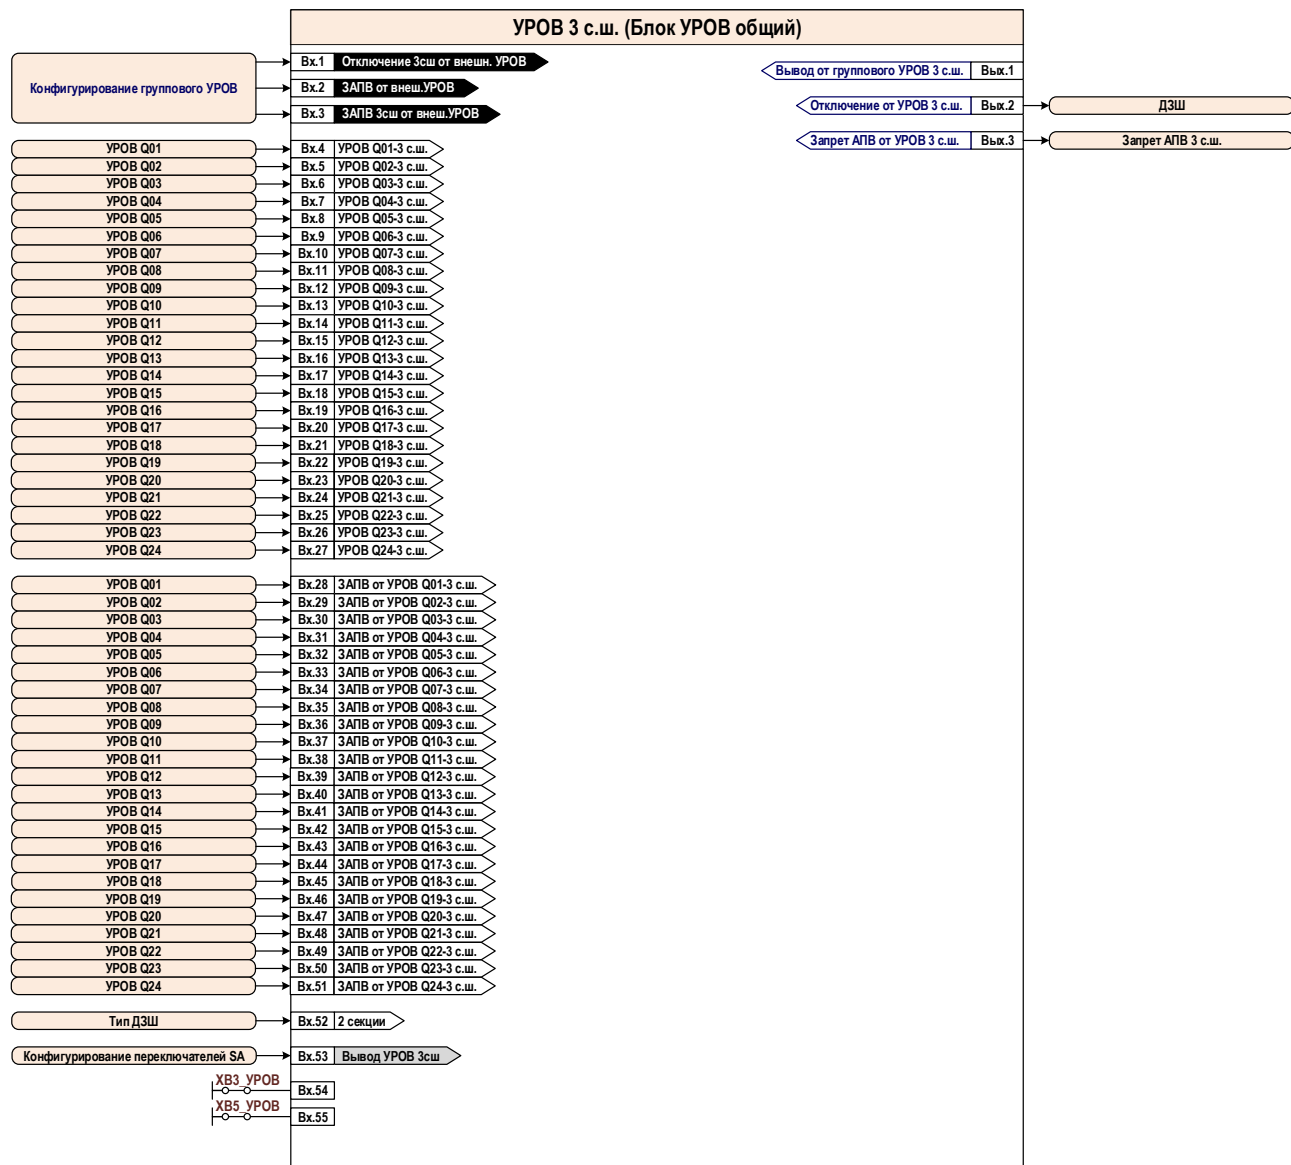 УРОВ 3 с.ш. (Блок УРОВ общий)
Конфигурирование группового УРОВ
Вх.1 Отключение 3сш от внешн. УРОВ
Вх.2 ЗАПВ от внеш.УРОВ
Вх.3 ЗАПВ 3сш от внеш.УРОВ
Вывод от группового УРОВ 3 с.ш. Вых.1
Отключение от УРОВ 3 с.ш. Вых.2 ДЗШ
Запрет АПВ от УРОВ 3 с.ш. Вых.3 Запрет АПВ 3 с.ш.
УРОВ Q01 Вх.4 УРОВ Q01-3 с.ш.
УРОВ Q02 Вх.5 УРОВ Q02-3 с.ш.
УРОВ Q03 Вх.6 УРОВ Q03-3 с.ш.
УРОВ Q04 Вх.7 УРОВ Q04-3 с.ш.
УРОВ Q05 Вх.8 УРОВ Q05-3 с.ш.
УРОВ Q06 Вх.9 УРОВ Q06-3 с.ш.
УРОВ Q07 Вх.10 УРОВ Q07-3 с.ш.
УРОВ Q08 Вх.11 УРОВ Q08-3 с.ш.
УРОВ Q09 Вх.12 УРОВ Q09-3 с.ш.
УРОВ Q10 Вх.13 УРОВ Q10-3 с.ш.
УРОВ Q11 Вх.14 УРОВ Q11-3 с.ш.
УРОВ Q12 Вх.15 УРОВ Q12-3 с.ш.
УРОВ Q13 Вх.16 УРОВ Q13-3 с.ш.
УРОВ Q14 Вх.17 УРОВ Q14-3 с.ш.
УРОВ Q15 Вх.18 УРОВ Q15-3 с.ш.
УРОВ Q16 Вх.19 УРОВ Q16-3 с.ш.
УРОВ Q17 Вх.20 УРОВ Q17-3 с.ш.
УРОВ Q18 Вх.21 УРОВ Q18-3 с.ш.
УРОВ Q19 Вх.22 УРОВ Q19-3 с.ш.
УРОВ Q20 Вх.23 УРОВ Q20-3 с.ш.
УРОВ Q21 Вх.24 УРОВ Q21-3 с.ш.
УРОВ Q22 Вх.25 УРОВ Q22-3 с.ш.
УРОВ Q23 Вх.26 УРОВ Q23-3 с.ш.
УРОВ Q24 Вх.27 УРОВ Q24-3 с.ш.
УРОВ Q01 Вх.28 ЗАПВ от УРОВ Q01-3 с.ш.
УРОВ Q02 Вх.29 ЗАПВ от УРОВ Q02-3 с.ш.
УРОВ Q03 Вх.30 ЗАПВ от УРОВ Q03-3 с.ш.
УРОВ Q04 Вх.31 ЗАПВ от УРОВ Q04-3 с.ш.
УРОВ Q05 Вх.32 ЗАПВ от УРОВ Q05-3 с.ш.
УРОВ Q06 Вх.33 ЗАПВ от УРОВ Q06-3 с.ш.
УРОВ Q07 Вх.34 ЗАПВ от УРОВ Q07-3 с.ш.
УРОВ Q08 Вх.35 ЗАПВ от УРОВ Q08-3 с.ш.
УРОВ Q09 Вх.36 ЗАПВ от УРОВ Q09-3 с.ш.
УРОВ Q10 Вх.37 ЗАПВ от УРОВ Q10-3 с.ш.
УРОВ Q11 Вх.38 ЗАПВ от УРОВ Q11-3 с.ш.
УРОВ Q12 Вх.39 ЗАПВ от УРОВ Q12-3 с.ш.
УРОВ Q13 Вх.40 ЗАПВ от УРОВ Q13-3 с.ш.
УРОВ Q14 Вх.41 ЗАПВ от УРОВ Q14-3 с.ш.
УРОВ Q15 Вх.42 ЗАПВ от УРОВ Q15-3 с.ш.
УРОВ Q16 Вх.43 ЗАПВ от УРОВ Q16-3 с.ш.
УРОВ Q17 Вх.44 ЗАПВ от УРОВ Q17-3 с.ш.
УРОВ Q18 Вх.45 ЗАПВ от УРОВ Q18-3 с.ш.
УРОВ Q19 Вх.46 ЗАПВ от УРОВ Q19-3 с.ш.
УРОВ Q20 Вх.47 ЗАПВ от УРОВ Q20-3 с.ш.
УРОВ Q21 Вх.48 ЗАПВ от УРОВ Q21-3 с.ш.
УРОВ Q22 Вх.49 ЗАПВ от УРОВ Q22-3 с.ш.
УРОВ Q23 Вх.50 ЗАПВ от УРОВ Q23-3 с.ш.
УРОВ Q24 Вх.51 ЗАПВ от УРОВ Q24-3 с.ш.
Тип ДЗШ Вх.52 2 секции
Конфигурирование переключателей SA Вх.53 Вывод УРОВ 3сш
XB3_УРОВ Вх.54
XB5_УРОВ Вх.55